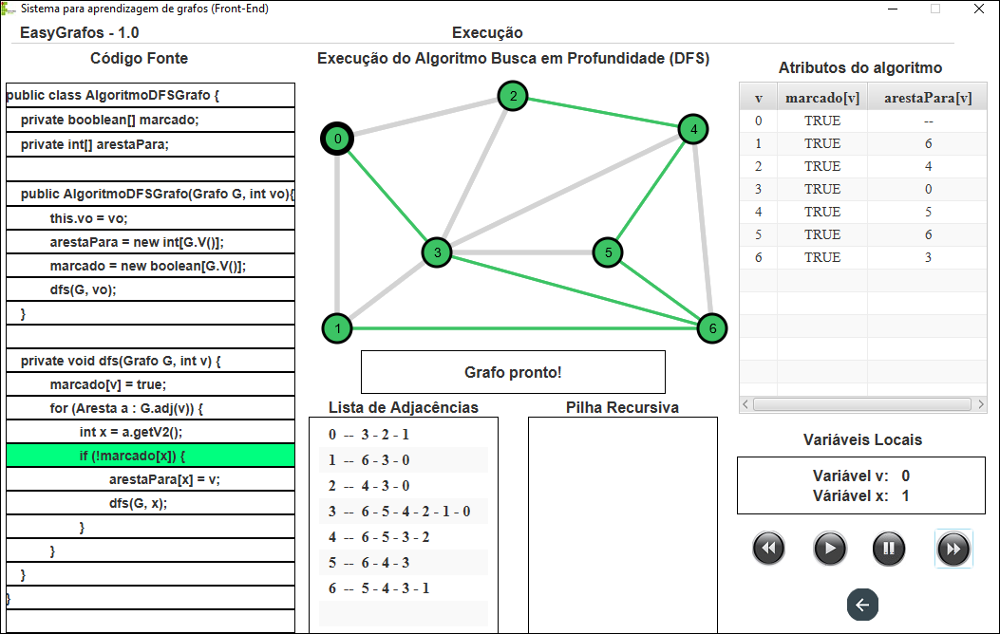 Sistema para aprendizagem de grafos (Front-End)
EasyGrafos - 1.0
Execução
Código Fonte
public class AlgoritmoDFSGrafo {
private booblean[] marcado;
private int[] arestaPara;
public AlgoritmoDFSGrafo(Grafo G, int vo){
this.vo = vo;
arestaPara = new int[G.V()];
marcado = new boolean[G.V()];
dfs(G, vo);
}
private void dfs(Grafo G, int v) {
marcado[v] = true;
for (Aresta a : G.adj(v)) {
int x = a.getV2();
if (!marcado[x]) {
arestaPara[x] = v;
dfs(G, x);
}
}
}
}
Execução do Algoritmo Busca em Profundidade (DFS)
2
4
0
3
5
1
6
Grafo pronto!
Lista de Adjacências
0 -- 3 - 2 - 1
1 -- 6 - 3 - 0
2 -- 4 - 3 - 0
3 -- 6 - 5 - 4 - 2 - 1 - 0
4 -- 6 - 5 - 3 - 2
5 -- 6 - 4 - 3
6 -- 5 - 4 - 3 - 1
Pilha Recursiva
Atributos do algoritmo
v marcado[v] arestaPara[v]
0 TRUE --
1 TRUE 6
2 TRUE 4
3 TRUE 0
4 TRUE 5
5 TRUE 6
6 TRUE 3
Variáveis Locais
Variável v: 0
Váriável x: 1